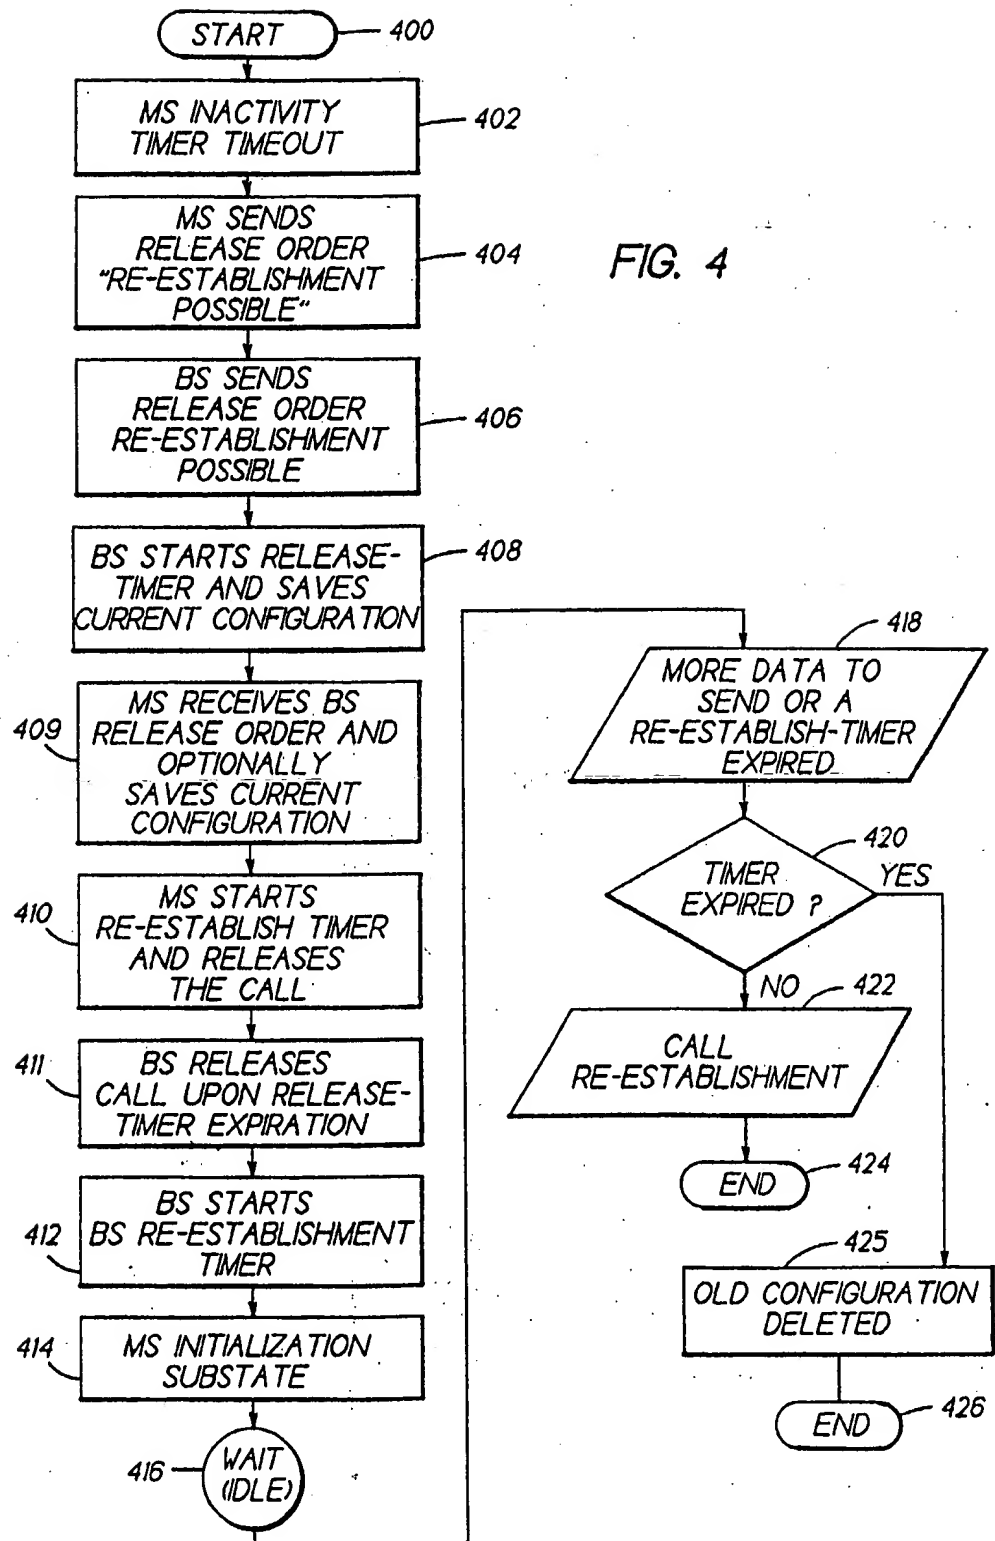 START
400
MS INACTIVITY
TIMER TIMEOUT
402
MS SENDS
RELEASE ORDER
"RE-ESTABLISHMENT
POSSIBLE"
404
FIG. 4
BS SENDS
RELEASE ORDER
RE-ESTABLISHMENT
POSSIBLE
406
BS STARTS RELEASE-
TIMER AND SAVES
CURRENT CONFIGURATION
408
MS RECEIVES BS
RELEASE ORDER AND
OPTIONALLY
SAVES CURRENT
CONFIGURATION
409
MS STARTS
RE-ESTABLISH TIMER
AND RELEASES
THE CALL
410
BS RELEASES
CALL UPON RELEASE-
TIMER EXPIRATION
411
BS STARTS
BS RE-ESTABLISHMENT
TIMER
412
MS INITIALIZATION
SUBSTATE
414
WAIT
(IDLE)
416
418
MORE DATA TO
SEND OR A
RE-ESTABLISH-TIMER
EXPIRED
420
TIMER
EXPIRED ?
YES
NO
422
CALL
RE-ESTABLISHMENT
END
424
425
OLD CONFIGURATION
DELETED
END
426